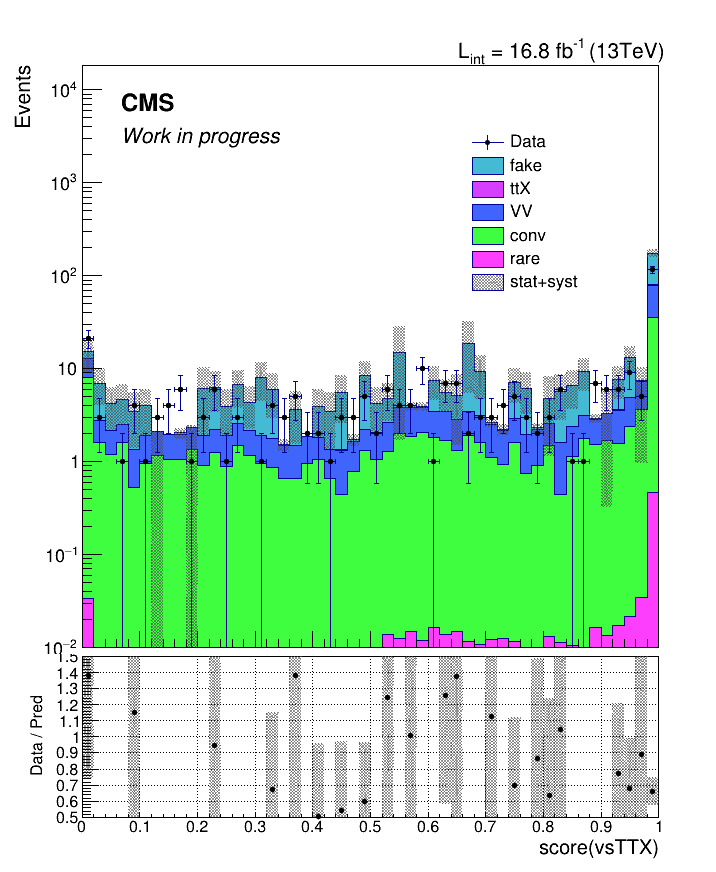 L_int = 16.8 fb^-1 (13TeV)
Events
10^4
10^3
10^2
10
1
10^−1
10^−2
CMS
Work in progress
Data
fake
ttX
VV
conv
rare
stat+syst
Data / Pred
1.5
1.4
1.3
1.2
1.1
1
0.9
0.8
0.7
0.6
0.5
0 0.1 0.2 0.3 0.4 0.5 0.6 0.7 0.8 0.9 1
score(vsTTX)